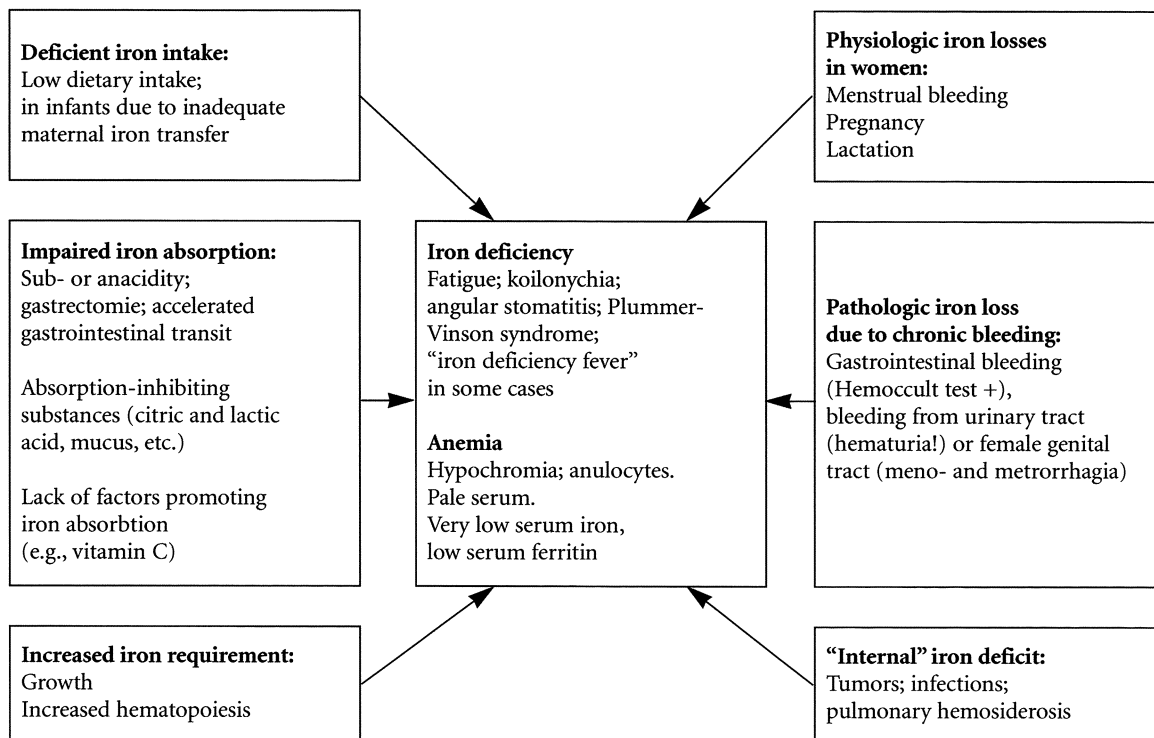 Deficient iron intake:
Low dietary intake;
in infants due to inadequate
maternal iron transfer
Physiologic iron losses
in women:
Menstrual bleeding
Pregnancy
Lactation
Impaired iron absorption:
Sub- or anacidity;
gastrectomie; accelerated
gastrointestinal transit
Absorption-inhibiting
substances (citric and lactic
acid, mucus, etc.)
Lack of factors promoting
iron absorbtion
(e.g., vitamin C)
Iron deficiency
Fatigue; koilonychia;
angular stomatitis; Plummer-
Vinson syndrome;
“iron deficiency fever”
in some cases
Anemia
Hypochromia; anulocytes.
Pale serum.
Very low serum iron,
low serum ferritin
Pathologic iron loss
due to chronic bleeding:
Gastrointestinal bleeding
(Hemoccult test +),
bleeding from urinary tract
(hematuria!) or female genital
tract (meno- and metrorrhagia)
Increased iron requirement:
Growth
Increased hematopoiesis
“Internal” iron deficit:
Tumors; infections;
pulmonary hemosiderosis